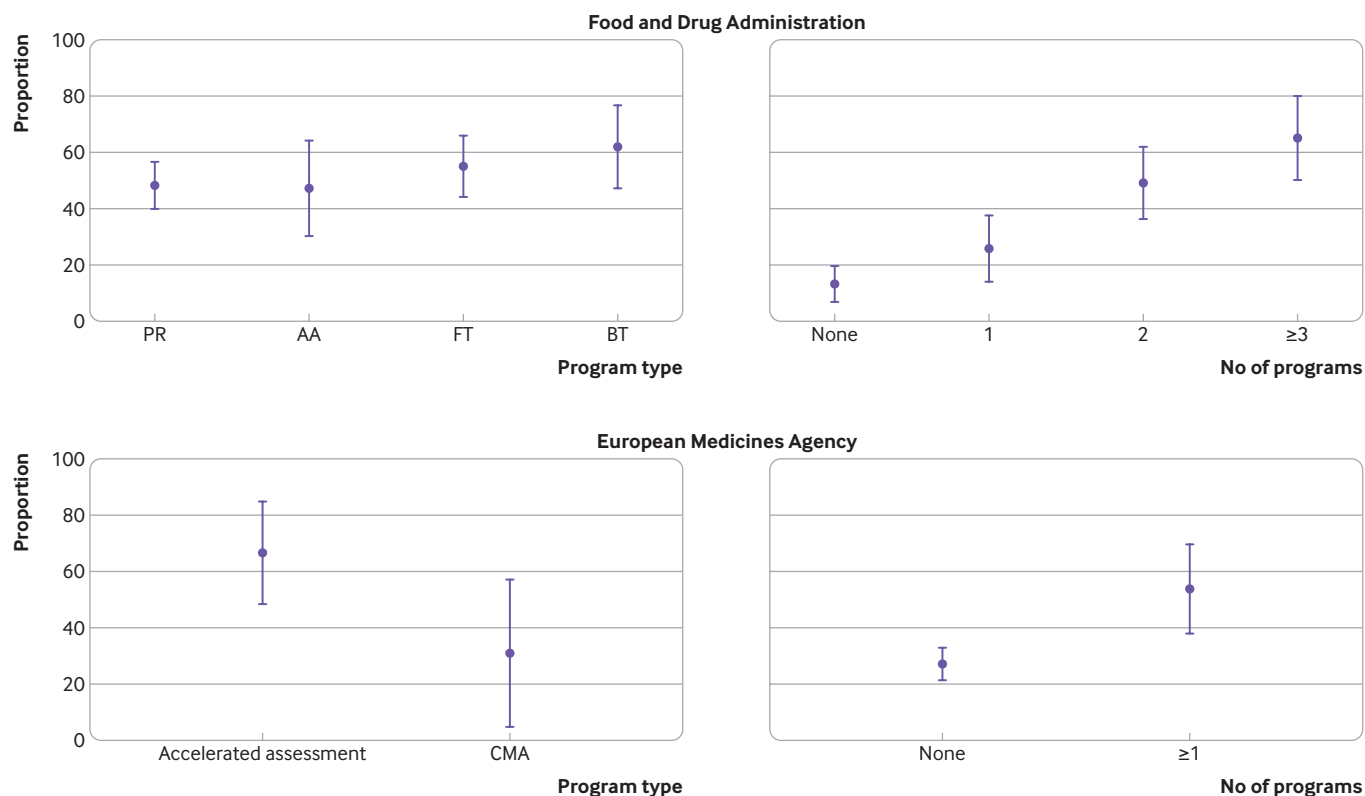 Food and Drug Administration
Proportion
100
80
60
40
20
0
PR AA FT BT
Program type
None 1 2 ≥3
No of programs
European Medicines Agency
Proportion
100
80
60
40
20
0
Accelerated assessment CMA
Program type
None ≥1
No of programs